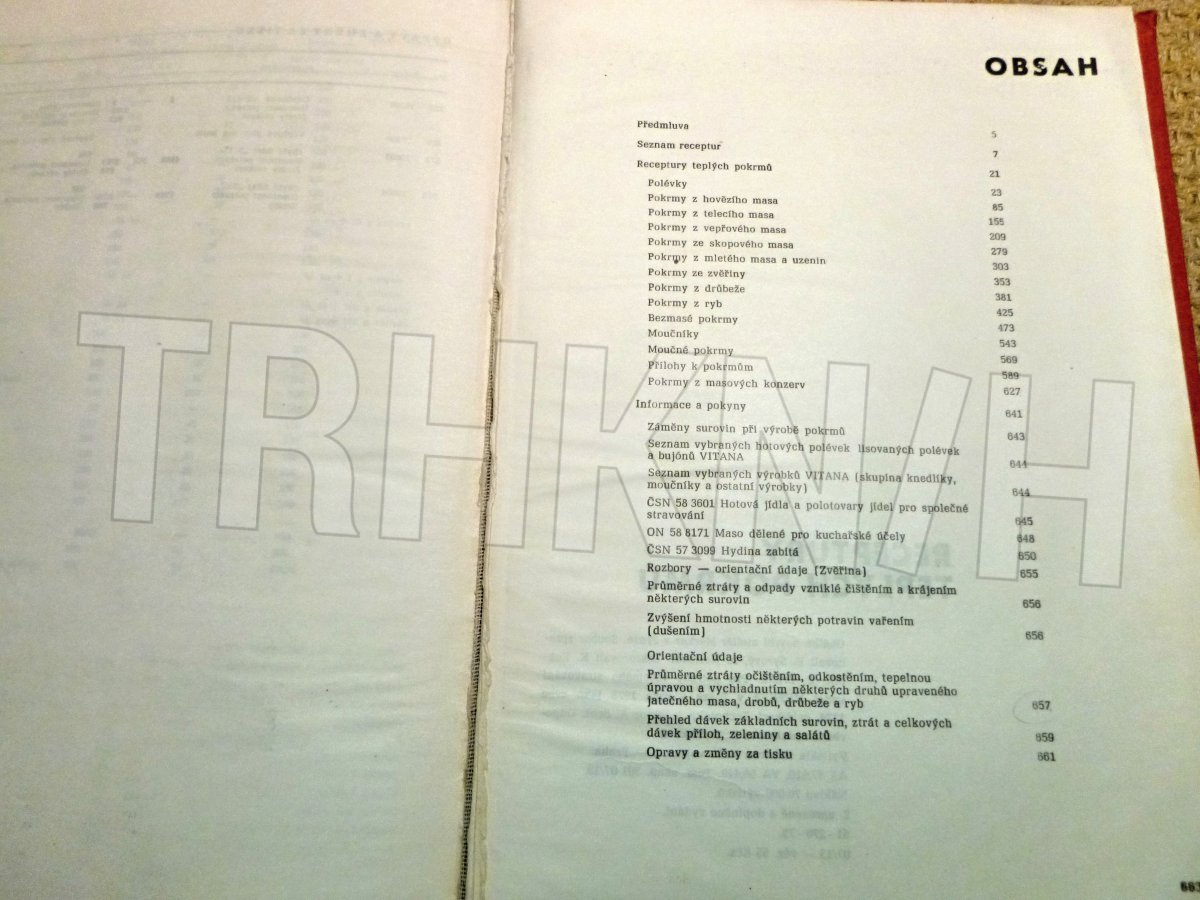 OBSAH
Předmluva 5
Seznam receptur 7
Receptury teplých pokrmů 21
Polévky 23
Pokrmy z hovězího masa 85
Pokrmy z telecího masa 155
Pokrmy z vepřového masa 209
Pokrmy ze skopového masa 279
Pokrmy z mletého masa a uzenin 303
Pokrmy ze zvěřiny 353
Pokrmy z drůbeže 381
Pokrmy z ryb 425
Bezmasé pokrmy 473
Moučníky 543
Moučné pokrmy 569
Přílohy k pokrmům 589
Pokrmy z masových konzerv 627
Informace a pokyny 641
Záměny surovin při výrobě pokrmů 643
Seznam vybraných hotových polévek lisovaných polévek
a bujónů VITANA 644
Seznam vybraných výrobků VITANA (skupina knedlíky,
moučníky a ostatní výrobky) 644
ČSN 58 3601 Hotová jídla a polotovary jídel pro společné
stravování 645
ON 58 8171 Maso dělené pro kuchařské účely 648
ČSN 57 3099 Hydina zabitá 650
Rozbory — orientační údaje (Zvěřina) 655
Průměrné ztráty a odpady vzniklé čištěním a krájením
některých surovin 656
Zvýšení hmotnosti některých potravin vařením
(dušením) 656
Orientační údaje
Průměrné ztráty očištěním, odkostěním, tepelnou
úpravou a vychladnutím některých druhů upraveného
jatečného masa, drobů, drůbeže a ryb 657
Přehled dávek základních surovin, ztrát a celkových
dávek příloh, zeleniny a salátů 659
Opravy a změny za tisku 661
663
TRHKNIH